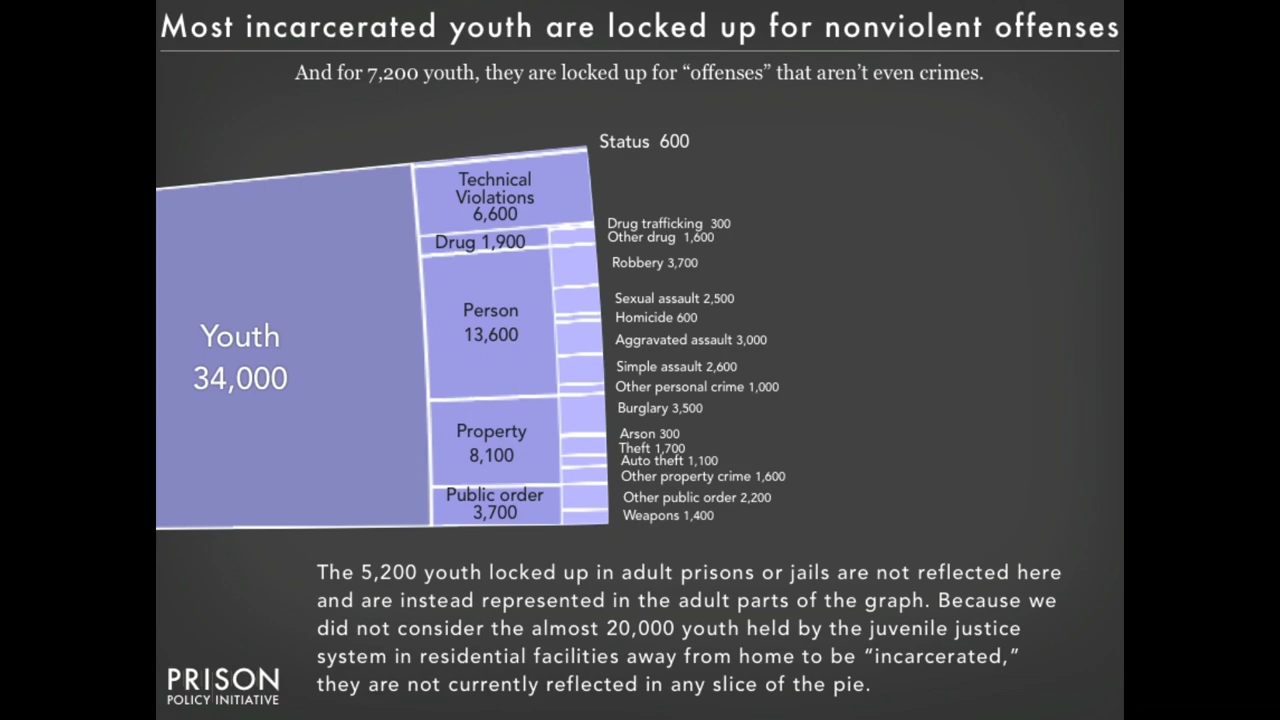 Most incarcerated youth are locked up for nonviolent offenses
And for 7,200 youth, they are locked up for “offenses” that aren’t even crimes.
Status 600
Technical
Violations
6,600
Drug 1,900
Person
13,600
Property
8,100
Public order
3,700
Youth
34,000
Drug trafficking 300
Other drug 1,600
Robbery 3,700
Sexual assault 2,500
Homicide 600
Aggravated assault 3,000
Simple assault 2,600
Other personal crime 1,000
Burglary 3,500
Arson 300
Theft 1,700
Auto theft 1,100
Other property crime 1,600
Other public order 2,200
Weapons 1,400
The 5,200 youth locked up in adult prisons or jails are not reflected here
and are instead represented in the adult parts of the graph. Because we
did not consider the almost 20,000 youth held by the juvenile justice
system in residential facilities away from home to be “incarcerated,”
they are not currently reflected in any slice of the pie.
PRISON
POLICY INITIATIVE